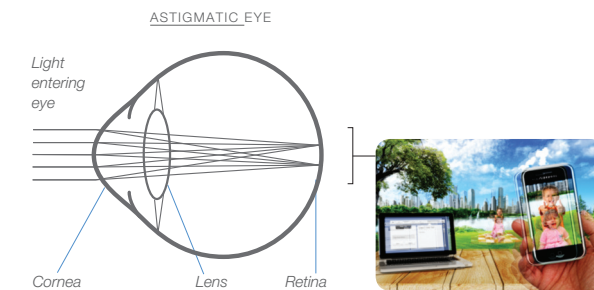 ASTIGMATIC EYE
Light
entering
eye
Cornea
Lens
Retina